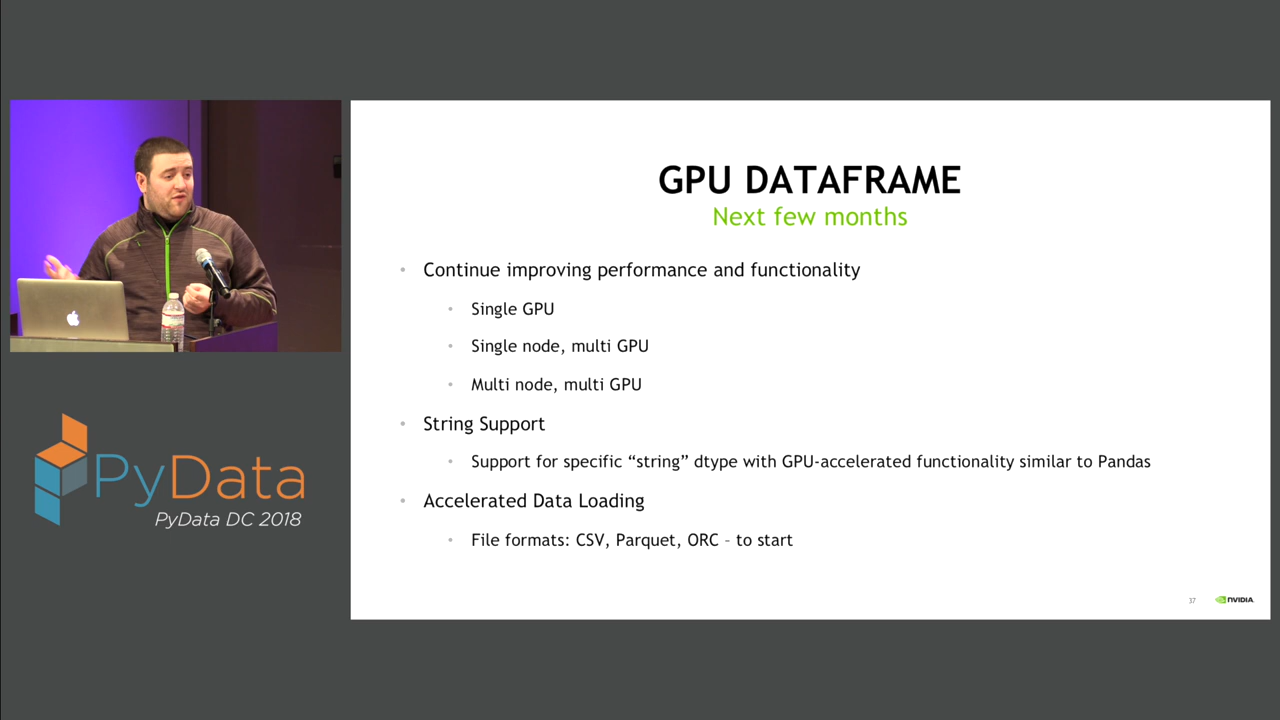 GPU DATAFRAME
Next few months
• Continue improving performance and functionality
• Single GPU
• Single node, multi GPU
• Multi node, multi GPU
• String Support
• Support for specific “string” dtype with GPU-accelerated functionality similar to Pandas
• Accelerated Data Loading
• File formats: CSV, Parquet, ORC – to start
37 NVIDIA
PyData
PyData DC 2018